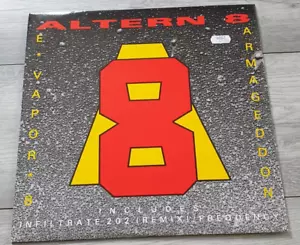 ALTERN 8
E•VAPOR•8
ARMAGEDDON
8
INCLUDES
INFILTRATE 202 (REMIX) / FREQUENCY